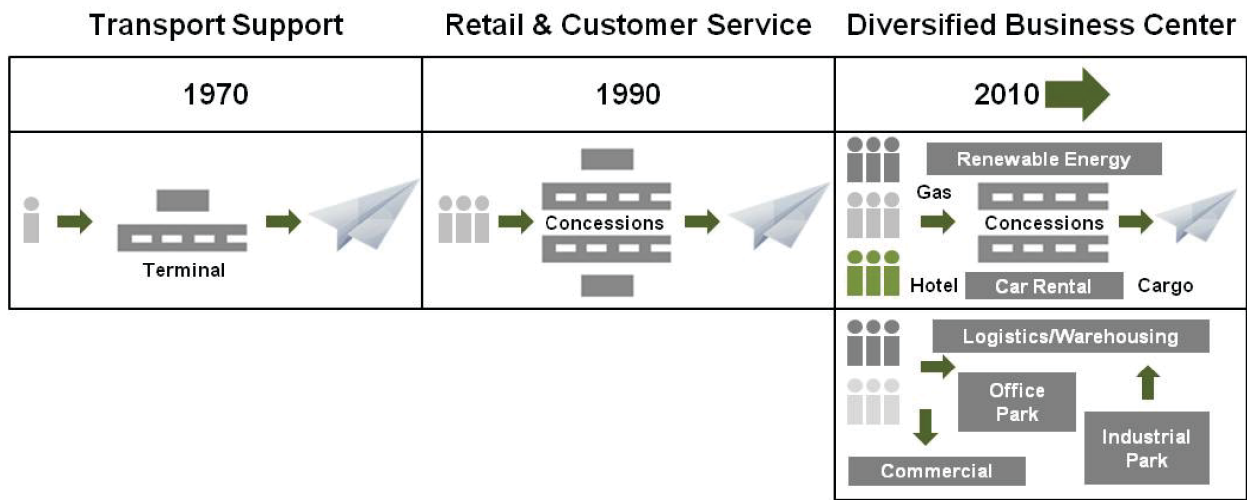 Transport Support
Retail & Customer Service
Diversified Business Center
1970
1990
2010
Terminal
Concessions
Renewable Energy
Gas
Concessions
Hotel
Car Rental
Cargo
Logistics/Warehousing
Office
Park
Industrial
Park
Commercial